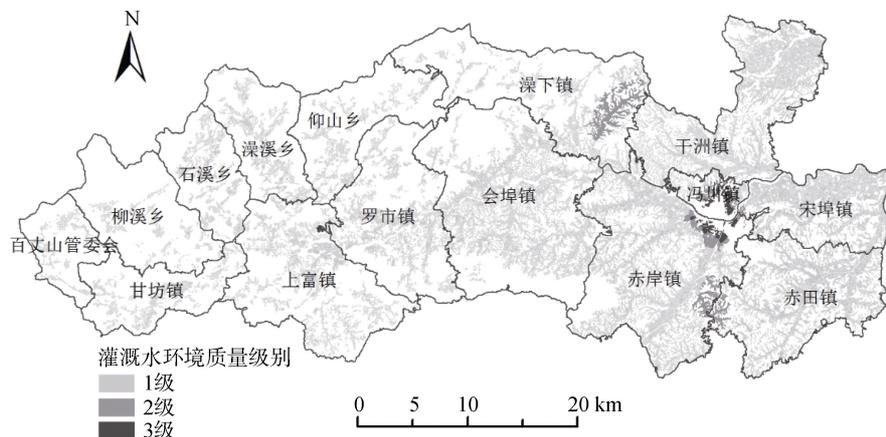 N
澡下镇
仰山乡
澡溪乡
干洲镇
石溪乡
冯川镇
会埠镇
宋埠镇
柳溪乡
罗市镇
百丈山管委会
甘坊镇
上富镇
赤岸镇
赤田镇
灌溉水环境质量级别
1级
2级
3级
0 5 10 20 km